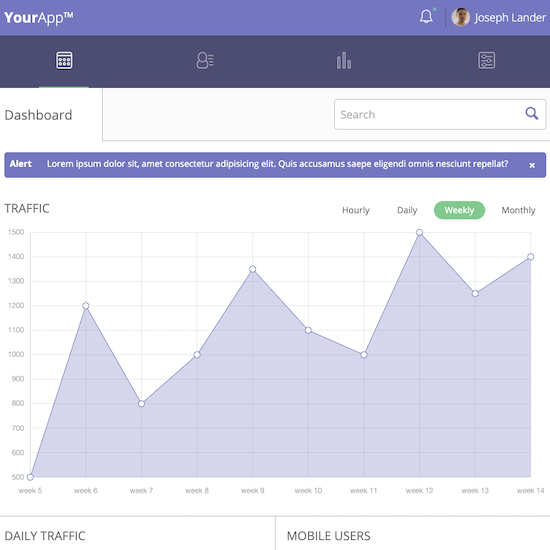 YourApp™
Joseph Lander
Dashboard
Search
Alert Lorem ipsum dolor sit, amet consectetur adipisicing elit. Quis accusamus saepe eligendi omnis nesciunt repellat? ×
TRAFFIC
Hourly Daily Weekly Monthly
1500
1400
1300
1200
1100
1000
900
800
700
600
500
week 5 week 6 week 7 week 8 week 9 week 10 week 11 week 12 week 13 week 14
DAILY TRAFFIC
MOBILE USERS